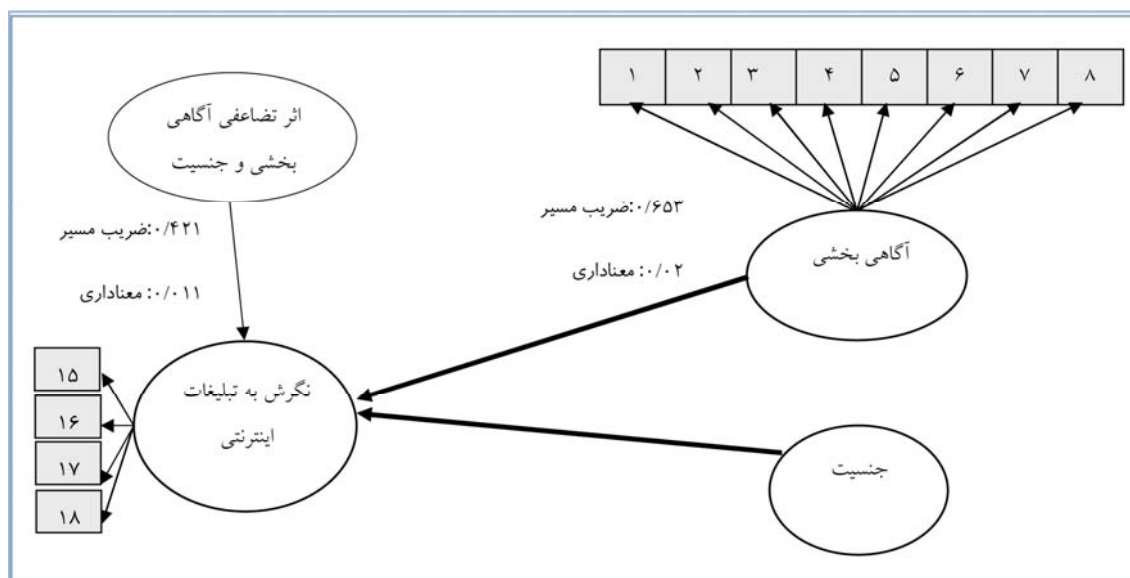 ۱ ۲ ۳ ۴ ۵ ۶ ۷ ۸
اثر تضاعفی آگاهی
بخشی و جنسیت
ضریب مسیر:۰/۶۵۳
معناداری :۰/۰۲
آگاهی بخشی
ضریب مسیر:۰/۴۲۱
معناداری :۰/۰۱۱
نگرش به تبلیغات
اینترنتی
۱۵
۱۶
۱۷
۱۸
جنسیت